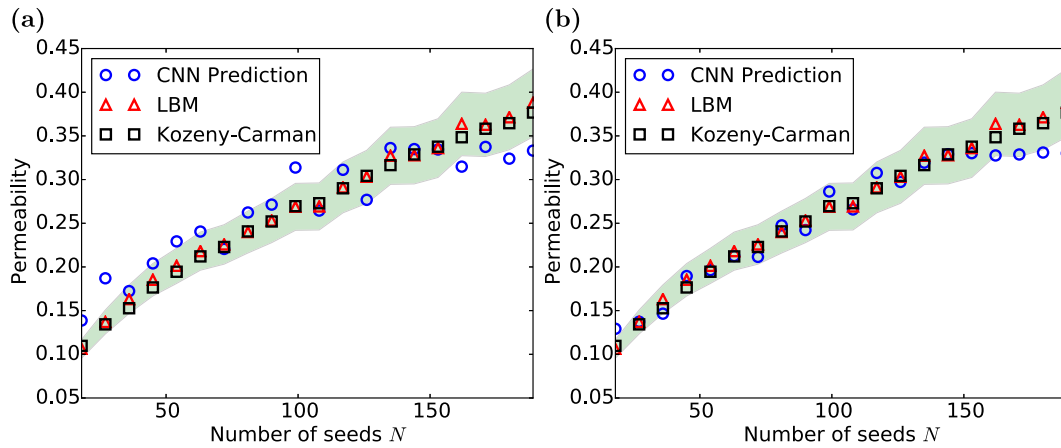 (a)
0.45
0.40
0.35
0.30
0.25
0.20
0.15
0.10
0.05
Permeability
CNN Prediction
LBM
Kozeny-Carman
50
100
150
Number of seeds N
(b)
0.45
0.40
0.35
0.30
0.25
0.20
0.15
0.10
0.05
Permeability
CNN Prediction
LBM
Kozeny-Carman
50
100
150
Number of seeds N